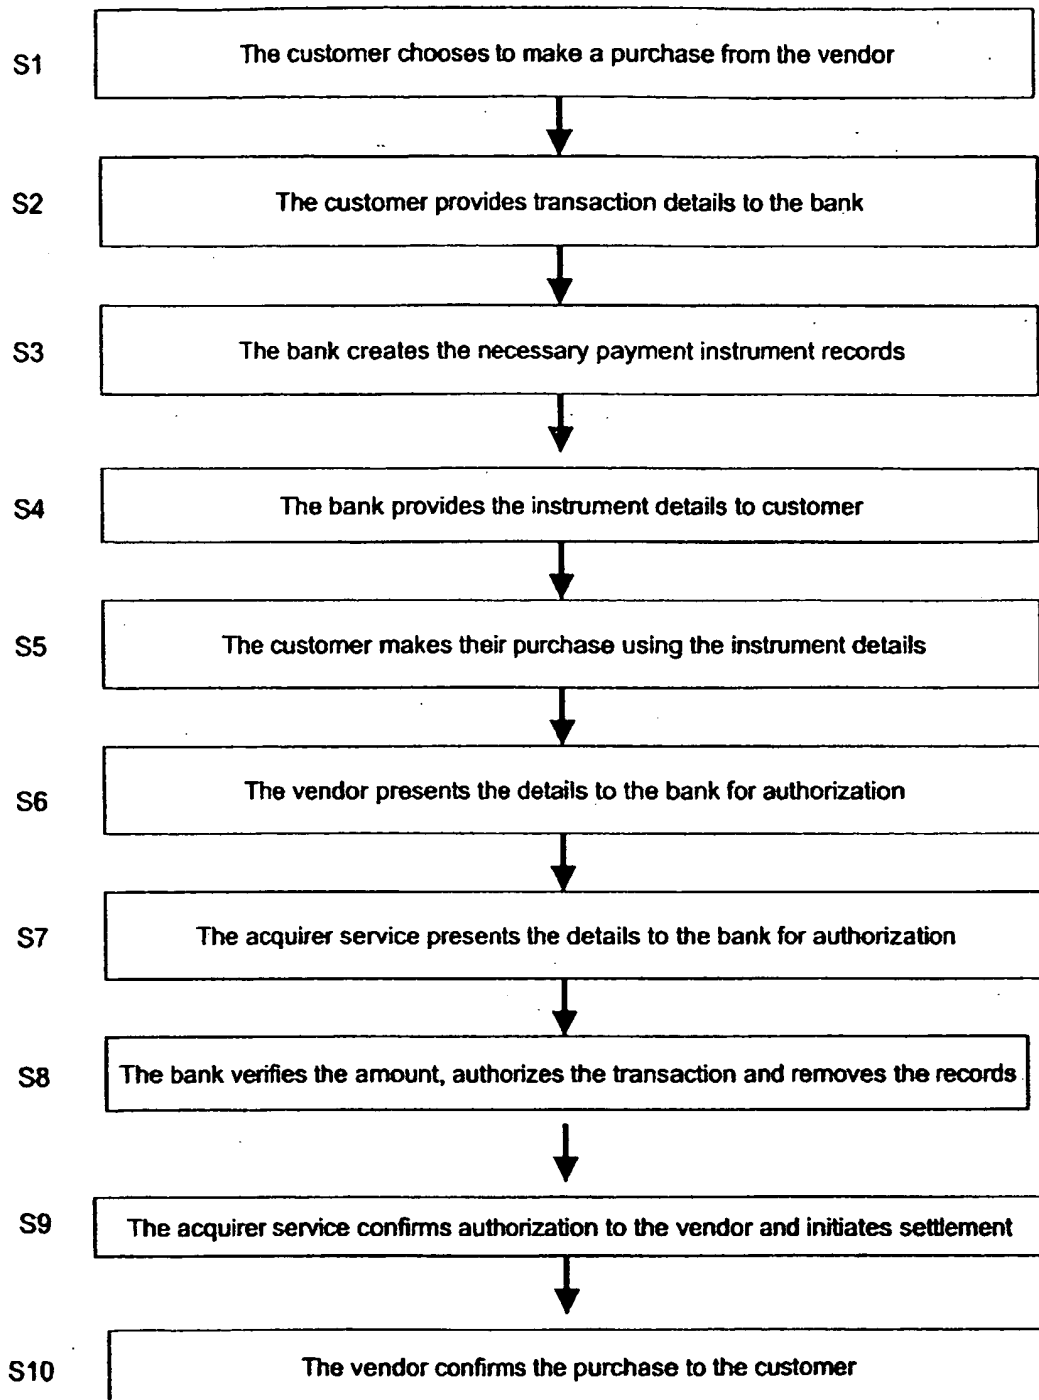 S1 The customer chooses to make a purchase from the vendor
S2 The customer provides transaction details to the bank
S3 The bank creates the necessary payment instrument records
S4 The bank provides the instrument details to customer
S5 The customer makes their purchase using the instrument details
S6 The vendor presents the details to the bank for authorization
S7 The acquirer service presents the details to the bank for authorization
S8 The bank verifies the amount, authorizes the transaction and removes the records
S9 The acquirer service confirms authorization to the vendor and initiates settlement
S10 The vendor confirms the purchase to the customer